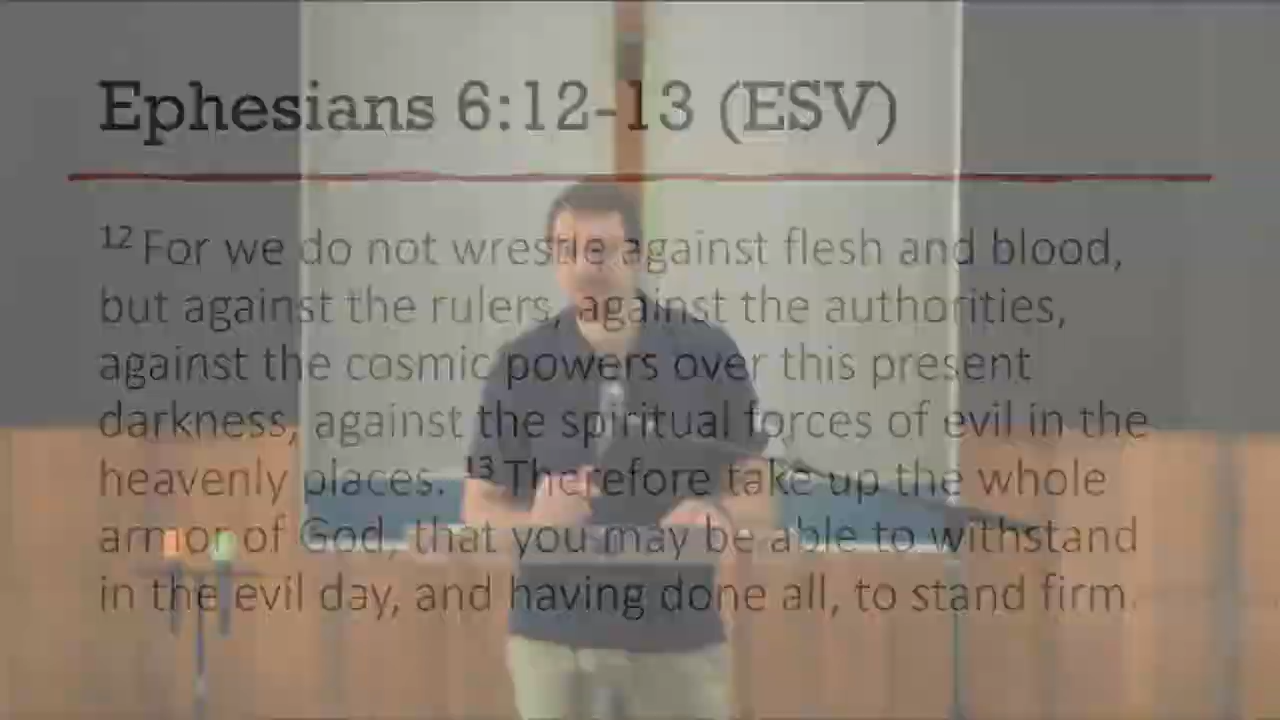 Ephesians 6:12-13 (ESV)
12 For we do not wrestle against flesh and blood,
but against the rulers, against the authorities,
against the cosmic powers over this present
darkness, against the spiritual forces of evil in the
heavenly places. 13 Therefore take up the whole
armor of God, that you may be able to withstand
in the evil day, and having done all, to stand firm.